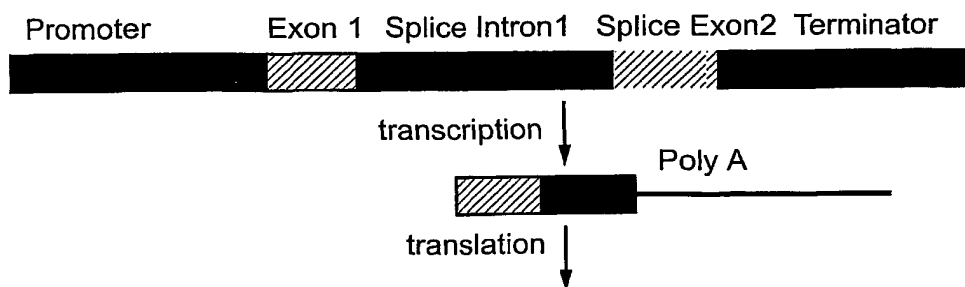 Promoter Exon 1 Splice Intron1 Splice Exon2 Terminator
transcription
Poly A
translation